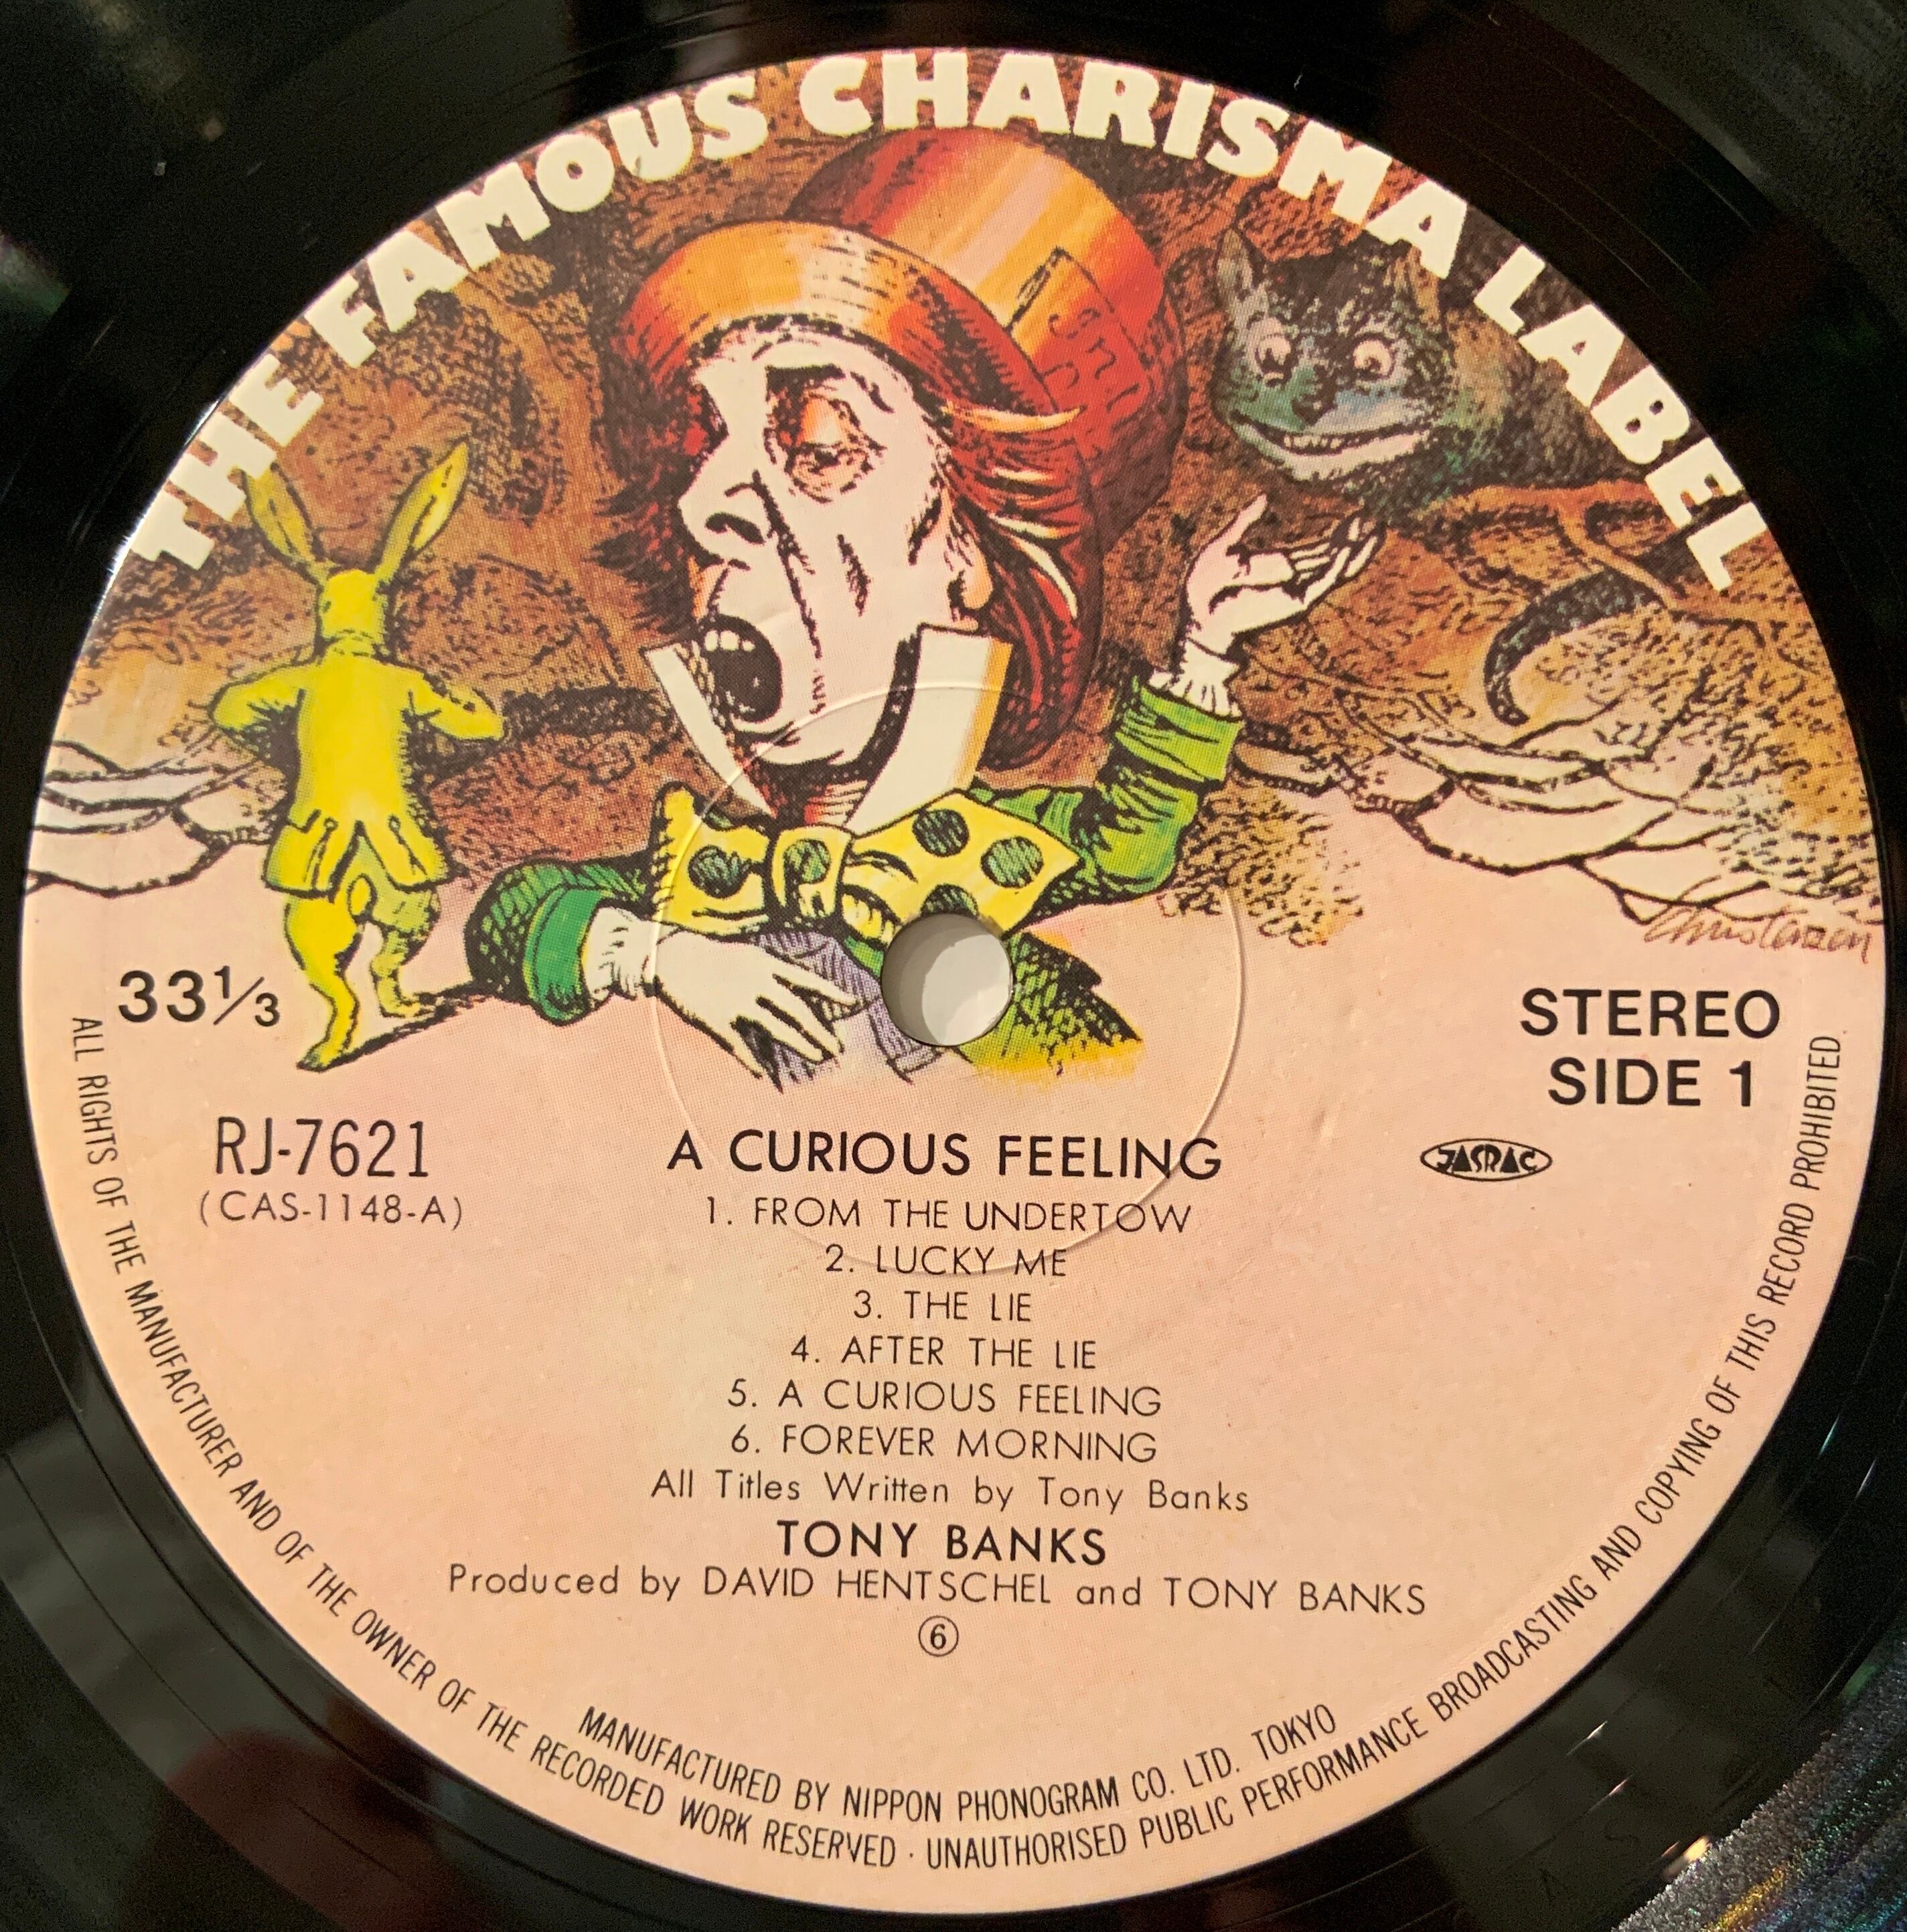 THE FAMOUS CHARISMA LABEL
Christensen
33 1/3
STEREO
SIDE 1
RJ-7621
(CAS-1148-A)
JASRAC
A CURIOUS FEELING
1. FROM THE UNDERTOW
2. LUCKY ME
3. THE LIE
4. AFTER THE LIE
5. A CURIOUS FEELING
6. FOREVER MORNING
All Titles Written by Tony Banks
TONY BANKS
Produced by DAVID HENTSCHEL and TONY BANKS
⑥
MANUFACTURED BY NIPPON PHONOGRAM CO. LTD. TOKYO
ALL RIGHTS OF THE MANUFACTURER AND OF THE OWNER OF THE RECORDED WORK RESERVED · UNAUTHORISED PUBLIC PERFORMANCE BROADCASTING AND COPYING OF THIS RECORD PROHIBITED.